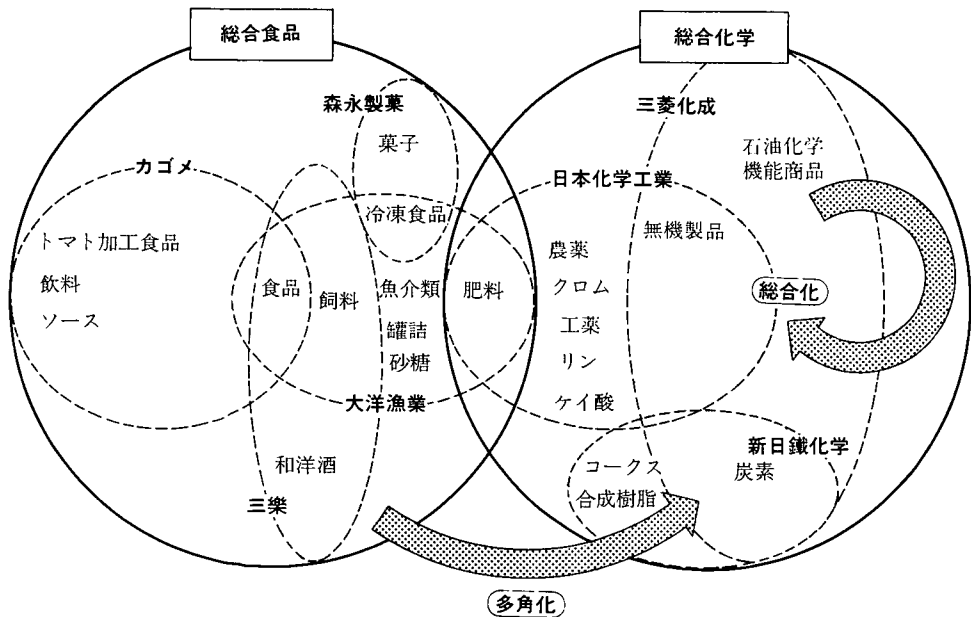 総合食品
総合化学
森永製菓
菓子
三菱化成
石油化学
機能商品
カゴメ
日本化学工業
冷凍食品
無機製品
トマト加工食品
飲料
ソース
食品
飼料
魚介類
罐詰
砂糖
肥料
農薬
クロム
工薬
リン
ケイ酸
総合化
大洋漁業
和洋酒
三樂
コークス
合成樹脂
新日鐵化学
炭素
多角化